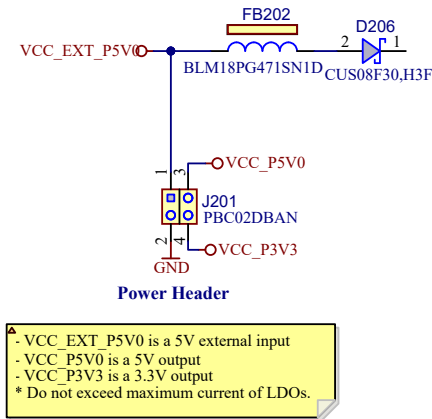 FB202
D206
VCC_EXT_P5V0
2
1
BLM18PG471SN1D
CUS08F30,H3F
1
3
VCC_P5V0
J201
PBC02DBAN
2
4
VCC_P3V3
GND
Power Header
- VCC_EXT_P5V0 is a 5V external input
- VCC_P5V0 is a 5V output
- VCC_P3V3 is a 3.3V output
* Do not exceed maximum current of LDOs.